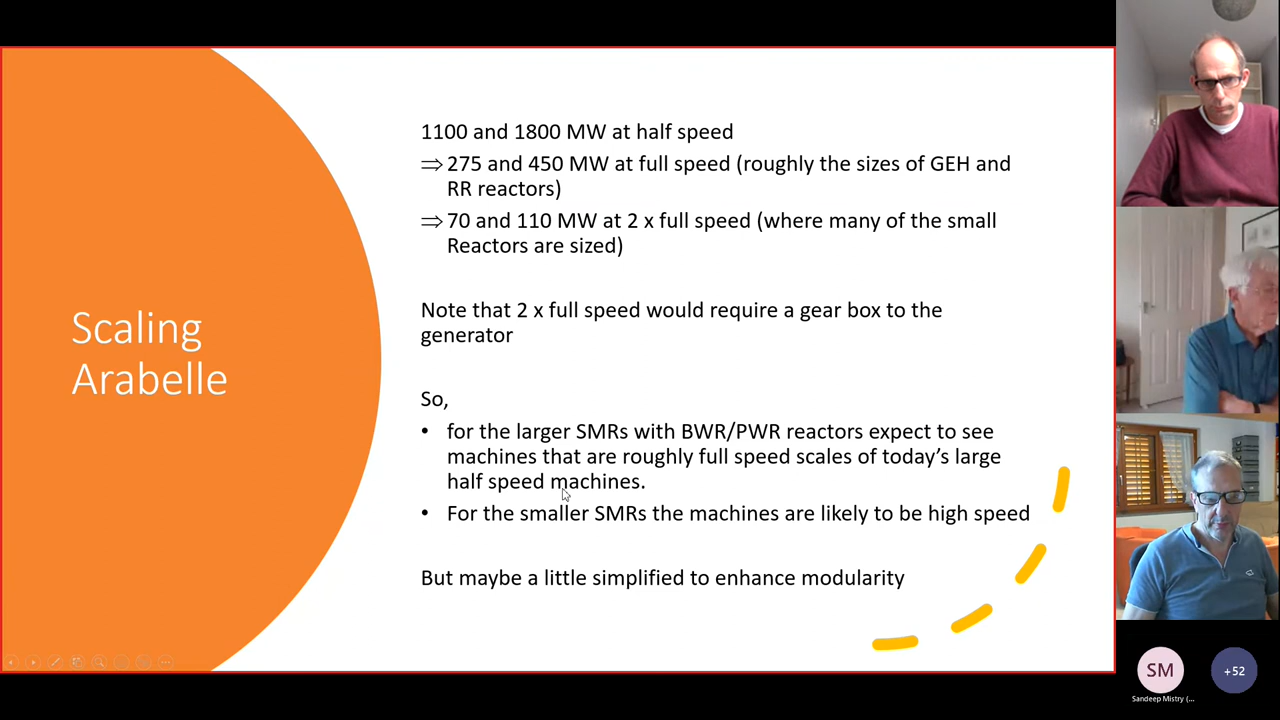 Scaling
Arabelle
1100 and 1800 MW at half speed
⇒ 275 and 450 MW at full speed (roughly the sizes of GEH and
RR reactors)
⇒ 70 and 110 MW at 2 x full speed (where many of the small
Reactors are sized)
Note that 2 x full speed would require a gear box to the
generator
So,
• for the larger SMRs with BWR/PWR reactors expect to see
machines that are roughly full speed scales of today’s large
half speed machines.
• For the smaller SMRs the machines are likely to be high speed
But maybe a little simplified to enhance modularity
SM
+52
Sandeep Mistry (...